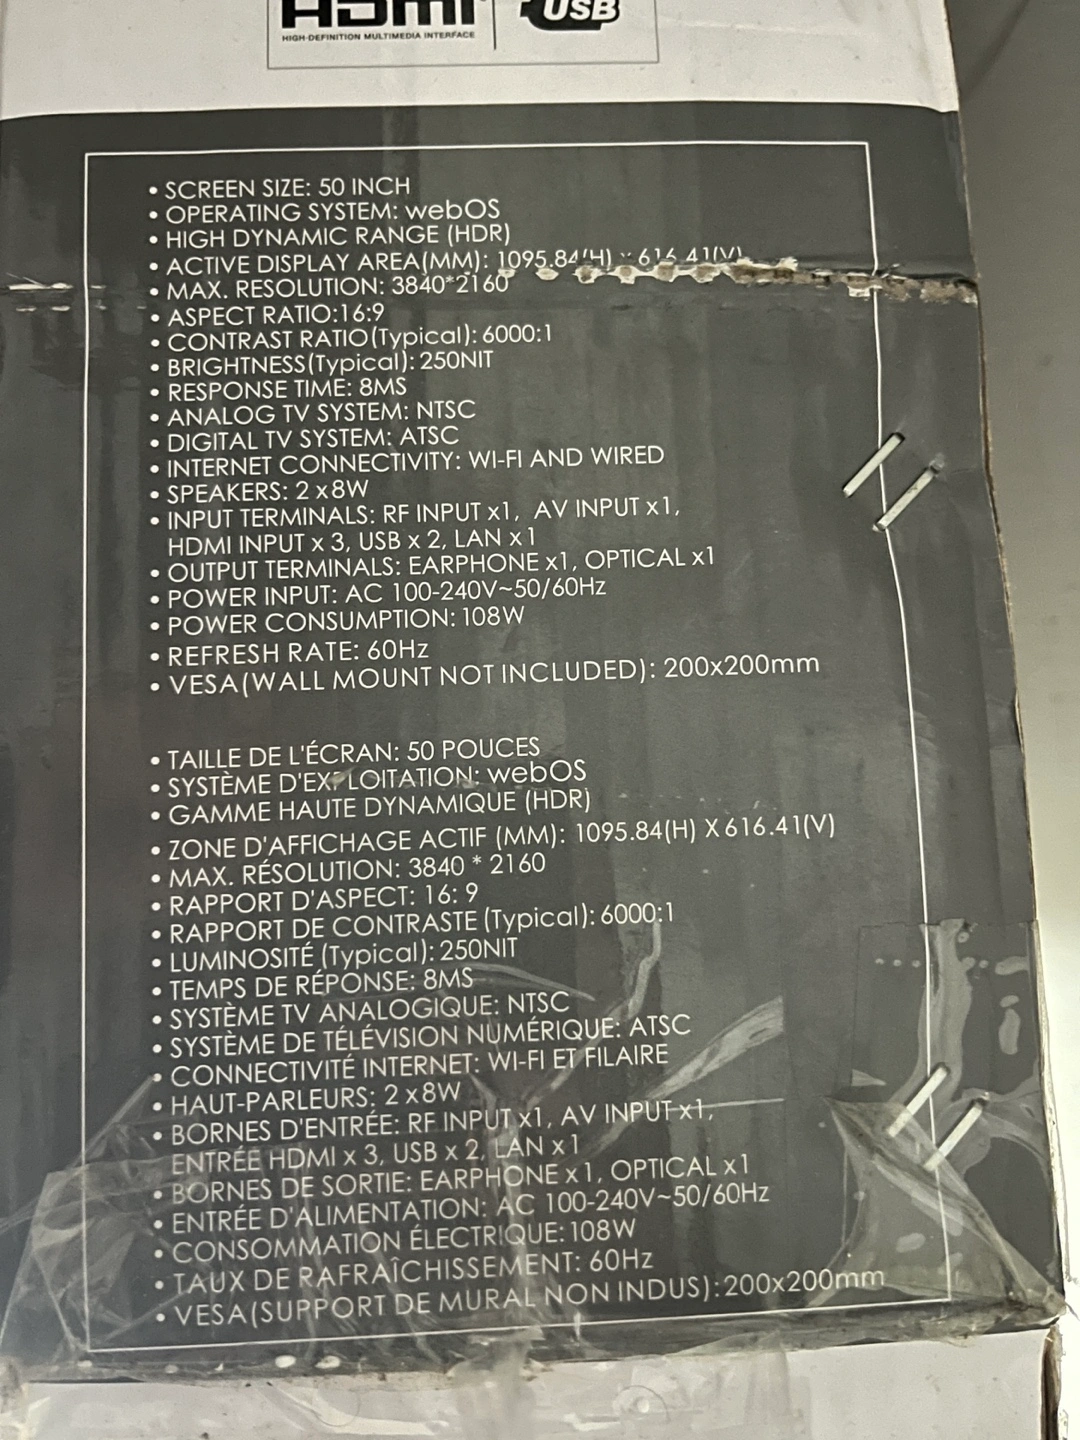 HDMI
HIGH-DEFINITION MULTIMEDIA INTERFACE
USB
• SCREEN SIZE: 50 INCH
• OPERATING SYSTEM: webOS
• HIGH DYNAMIC RANGE (HDR)
• ACTIVE DISPLAY AREA(MM): 1095.84(H) x 616.41(V)
• MAX. RESOLUTION: 3840*2160
• ASPECT RATIO:16:9
• CONTRAST RATIO(Typical): 6000:1
• BRIGHTNESS(Typical): 250NIT
• RESPONSE TIME: 8MS
• ANALOG TV SYSTEM: NTSC
• DIGITAL TV SYSTEM: ATSC
• INTERNET CONNECTIVITY: WI-FI AND WIRED
• SPEAKERS: 2 x8W
• INPUT TERMINALS: RF INPUT x1, AV INPUT x1,
HDMI INPUT x 3, USB x 2, LAN x1
• OUTPUT TERMINALS: EARPHONE x1, OPTICAL x1
• POWER INPUT: AC 100-240V~50/60Hz
• POWER CONSUMPTION: 108W
• REFRESH RATE: 60Hz
• VESA(WALL MOUNT NOT INCLUDED): 200x200mm
• TAILLE DE L'ÉCRAN: 50 POUCES
• SYSTÈME D'EXPLOITATION: webOS
• GAMME HAUTE DYNAMIQUE (HDR)
• ZONE D'AFFICHAGE ACTIF (MM): 1095.84(H) X 616.41(V)
• MAX. RÉSOLUTION: 3840 * 2160
• RAPPORT D'ASPECT: 16: 9
• RAPPORT DE CONTRASTE (Typical): 6000:1
• LUMINOSITÉ (Typical): 250NIT
• TEMPS DE RÉPONSE: 8MS
• SYSTÈME TV ANALOGIQUE: NTSC
• SYSTÈME DE TÉLÉVISION NUMÉRIQUE: ATSC
• CONNECTIVITÉ INTERNET: WI-FI ET FILAIRE
• HAUT-PARLEURS: 2 x8W
• BORNES D'ENTRÉE: RF INPUT x1, AV INPUT x1,
ENTRÉE HDMI x 3, USB x 2, LAN x1
• BORNES DE SORTIE: EARPHONE x1, OPTICAL x1
• ENTRÉE D'ALIMENTATION: AC 100-240V~50/60Hz
• CONSOMMATION ÉLECTRIQUE: 108W
• TAUX DE RAFRAÎCHISSEMENT: 60Hz
• VESA(SUPPORT DE MURAL NON INDUS): 200x200mm